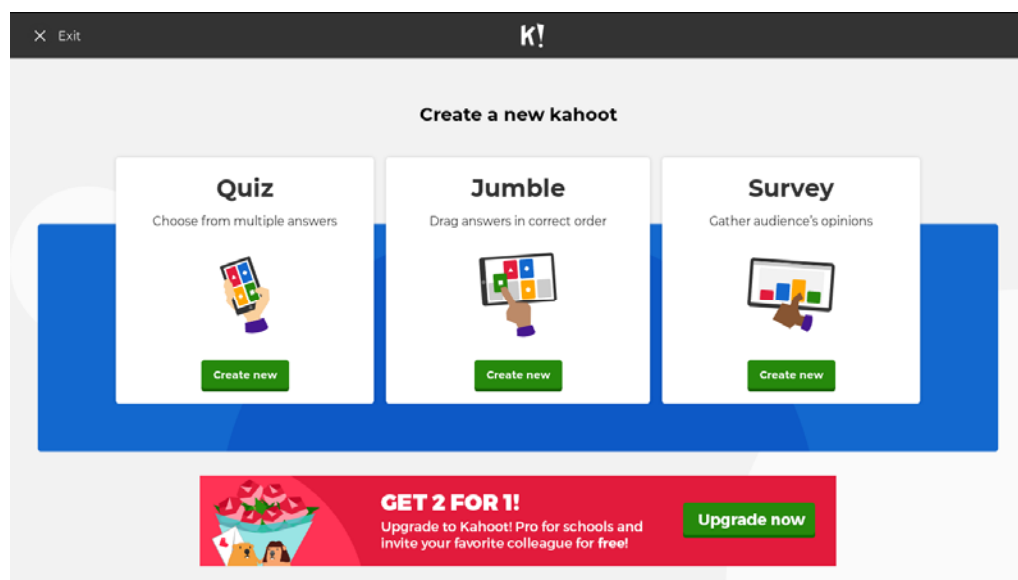 Exit
K!
Create a new kahoot
Quiz
Choose from multiple answers
Create new
Jumble
Drag answers in correct order
Create new
Survey
Gather audience's opinions
Create new
GET 2 FOR 1!
Upgrade to Kahoot! Pro for schools and
invite your favorite colleague for free!
Upgrade now